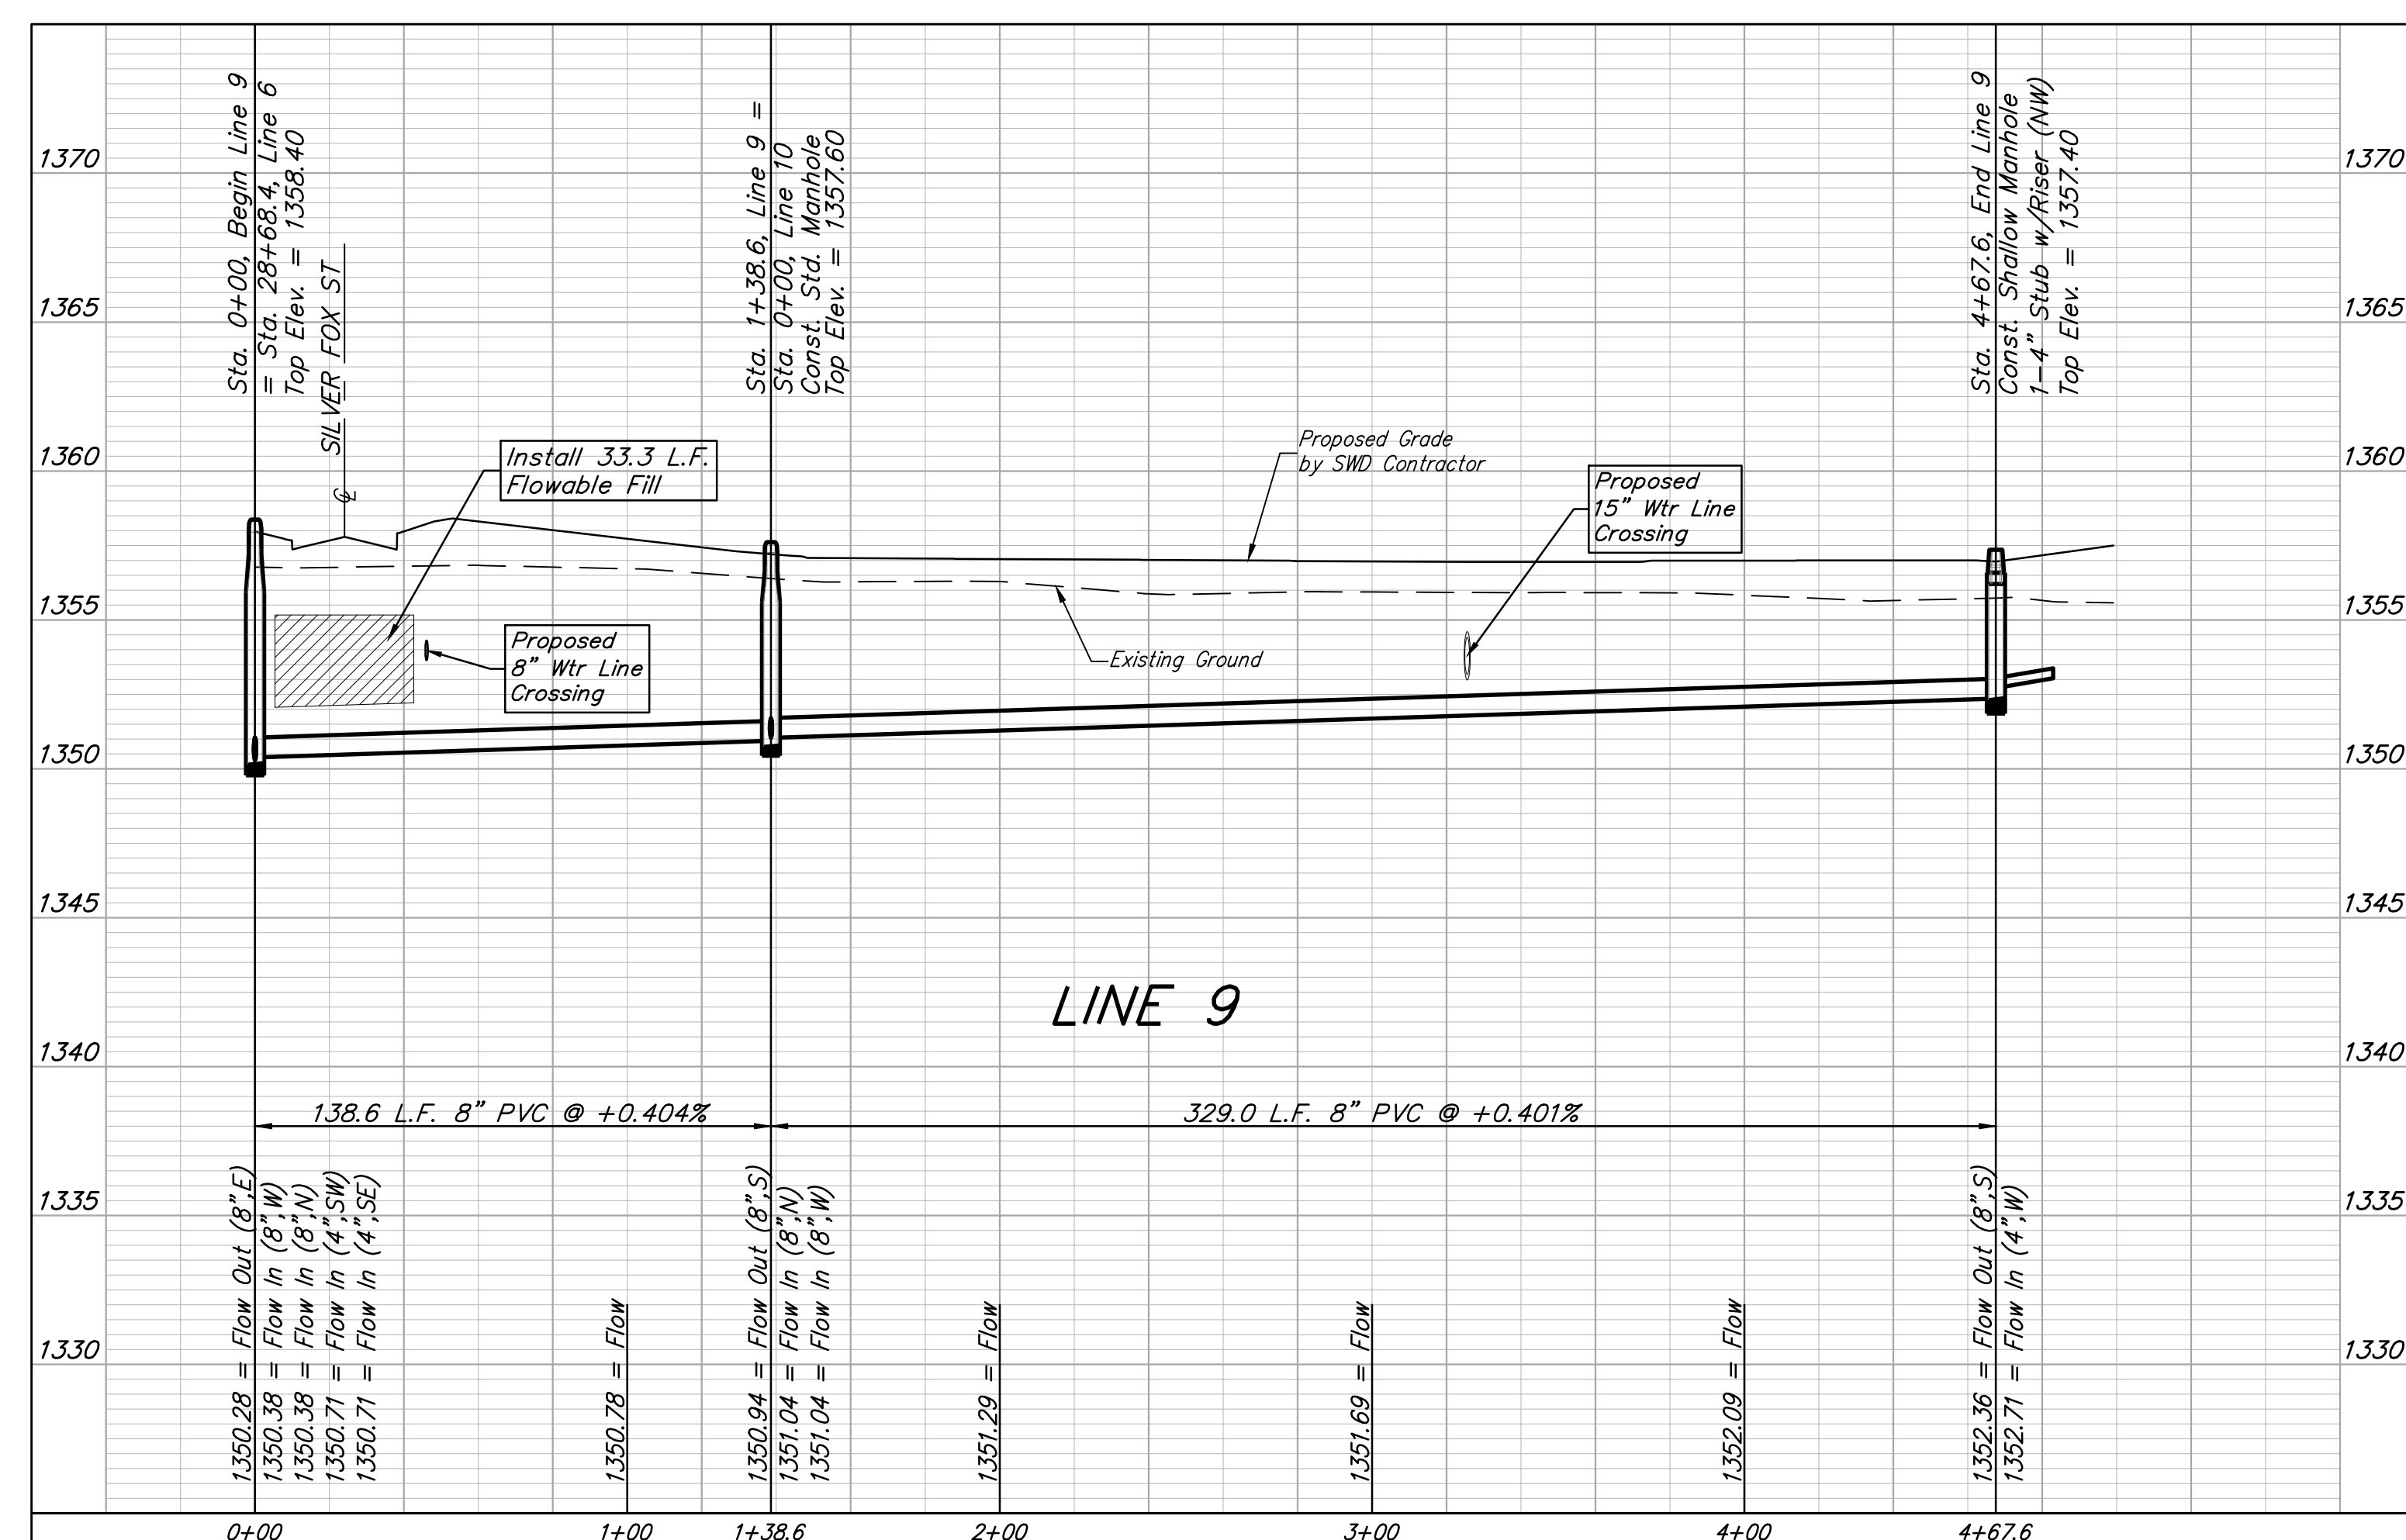 Sta. 0+00, Begin Line 9
= Sta. 28+68.4, Line 6
Top Elev. = 1358.40
SILVER FOX ST
℄
Sta. 1+38.6, Line 9 =
Sta. 0+00, Line 10
Const. Std. Manhole
Top Elev. = 1357.60
Sta. 4+67.6, End Line 9
Const. Shallow Manhole
1-4" Stub w/Riser (NW)
Top Elev. = 1357.40
1370
1370
1365
1365
1360
1360
1355
1355
1350
1350
1345
1345
1340
1340
1335
1335
1330
1330
Install 33.3 L.F.
Flowable Fill
Proposed
8" Wtr Line
Crossing
Proposed Grade
by SWD Contractor
Proposed
15" Wtr Line
Crossing
Existing Ground
LINE 9
138.6 L.F. 8" PVC @ +0.404%
329.0 L.F. 8" PVC @ +0.401%
1350.28 = Flow Out (8",E)
1350.38 = Flow In (8",W)
1350.38 = Flow In (8",N)
1350.71 = Flow In (4",SW)
1350.71 = Flow In (4",SE)
1350.78 = Flow
1350.94 = Flow Out (8",S)
1351.04 = Flow In (8",N)
1351.04 = Flow In (8",W)
1351.29 = Flow
1351.69 = Flow
1352.09 = Flow
1352.36 = Flow Out (8",S)
1352.71 = Flow In (4",W)
0+00
1+00
1+38.6
2+00
3+00
4+00
4+67.6